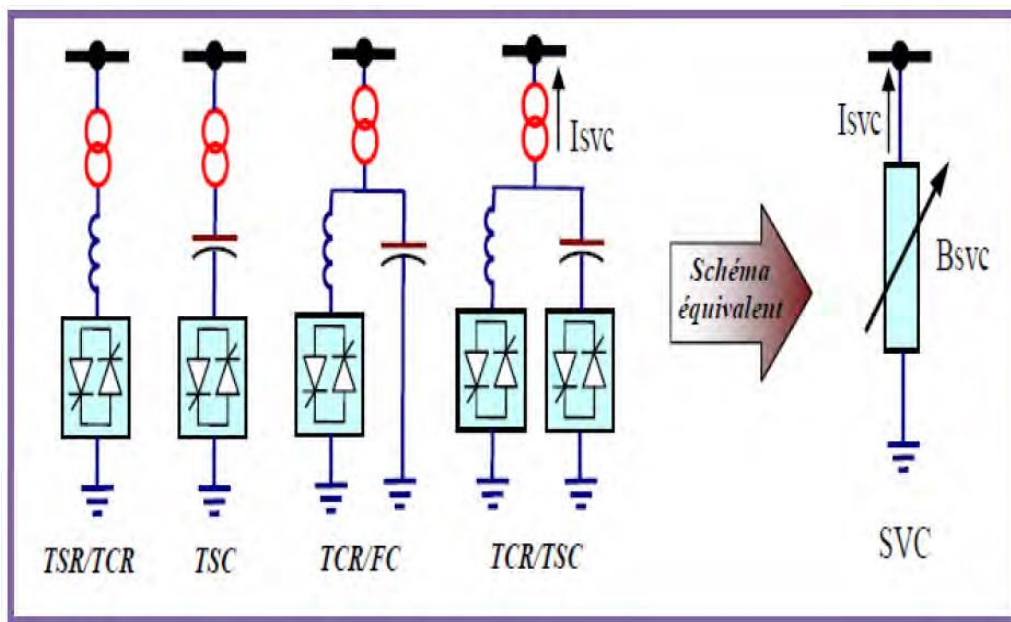 Isvc
Isvc
Bsvc
Schéma
équivalent
TSR/TCR
TSC
TCR/FC
TCR/TSC
SVC